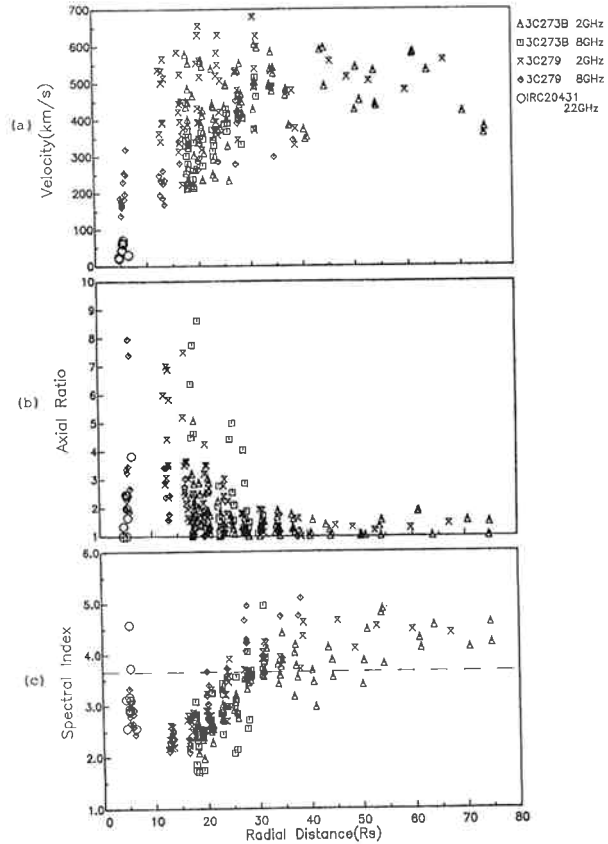 700
600
500
400
300
200
100
0
(a)
Velocity(km/s)
3C273B 2GHz
3C273B 8GHz
3C279 2GHz
3C279 8GHz
IRC20431
22GHz
10
9
8
7
6
5
4
3
2
1
(b)
Axial Ratio
6.0
5.0
4.0
3.0
2.0
1.0
(c)
Spectral Index
0 10 20 30 40 50 60 70 80
Radial Distance(Rs)